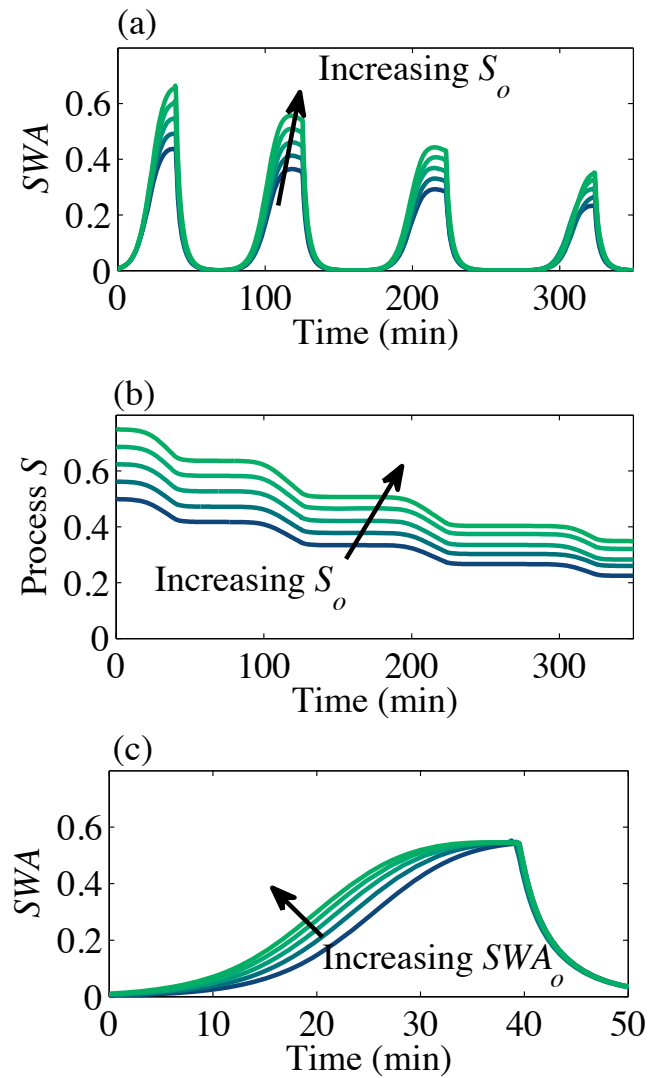 (a)
Increasing S_o
SWA
0.6
0.4
0.2
0
0 100 200 300
Time (min)
(b)
Process S
0.6
0.4
0.2
0
Increasing S_o
0 100 200 300
Time (min)
(c)
SWA
0.6
0.4
0.2
0
Increasing SWA_o
0 10 20 30 40 50
Time (min)